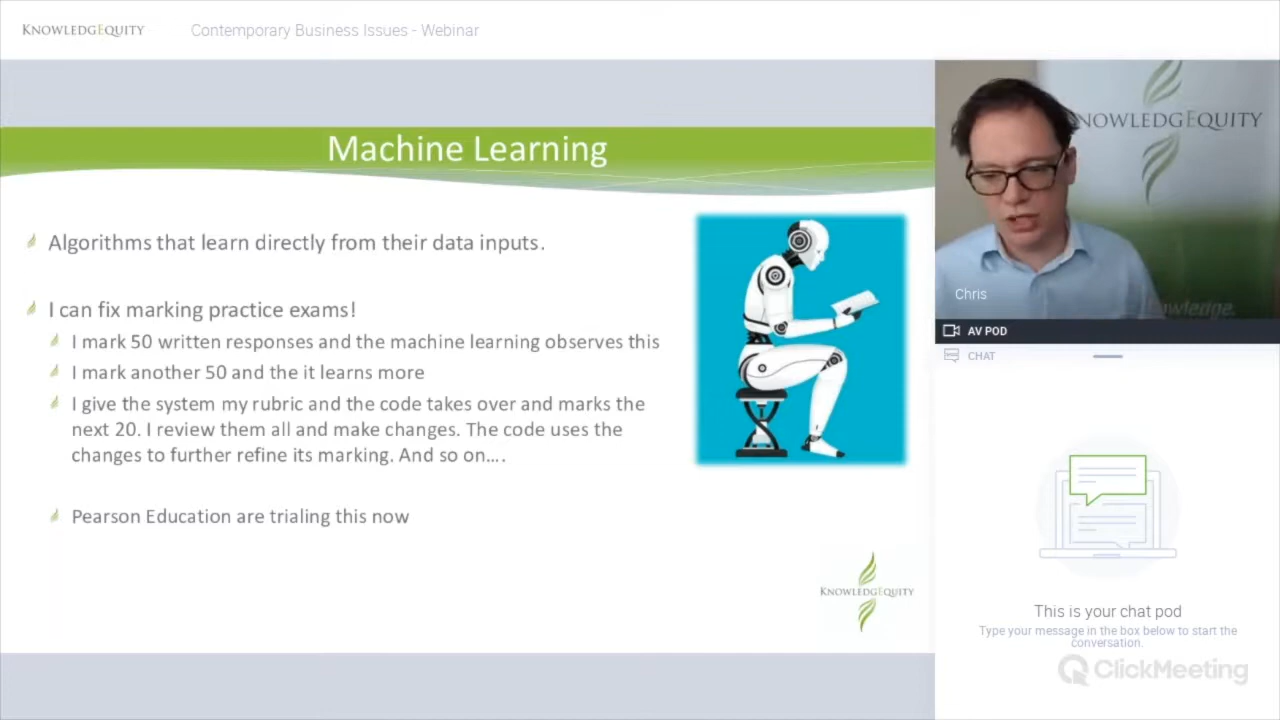 KNOWLEDGEQUITY
Contemporary Business Issues - Webinar
Machine Learning
Algorithms that learn directly from their data inputs.
I can fix marking practice exams!
I mark 50 written responses and the machine learning observes this
I mark another 50 and the it learns more
I give the system my rubric and the code takes over and marks the
next 20. I review them all and make changes. The code uses the
changes to further refine its marking. And so on....
Pearson Education are trialing this now
KNOWLEDGEQUITY
NOWLEDGEQUITY
nowledge.
Chris
AV POD
CHAT
This is your chat pod
Type your message in the box below to start the
conversation.
ClickMeeting